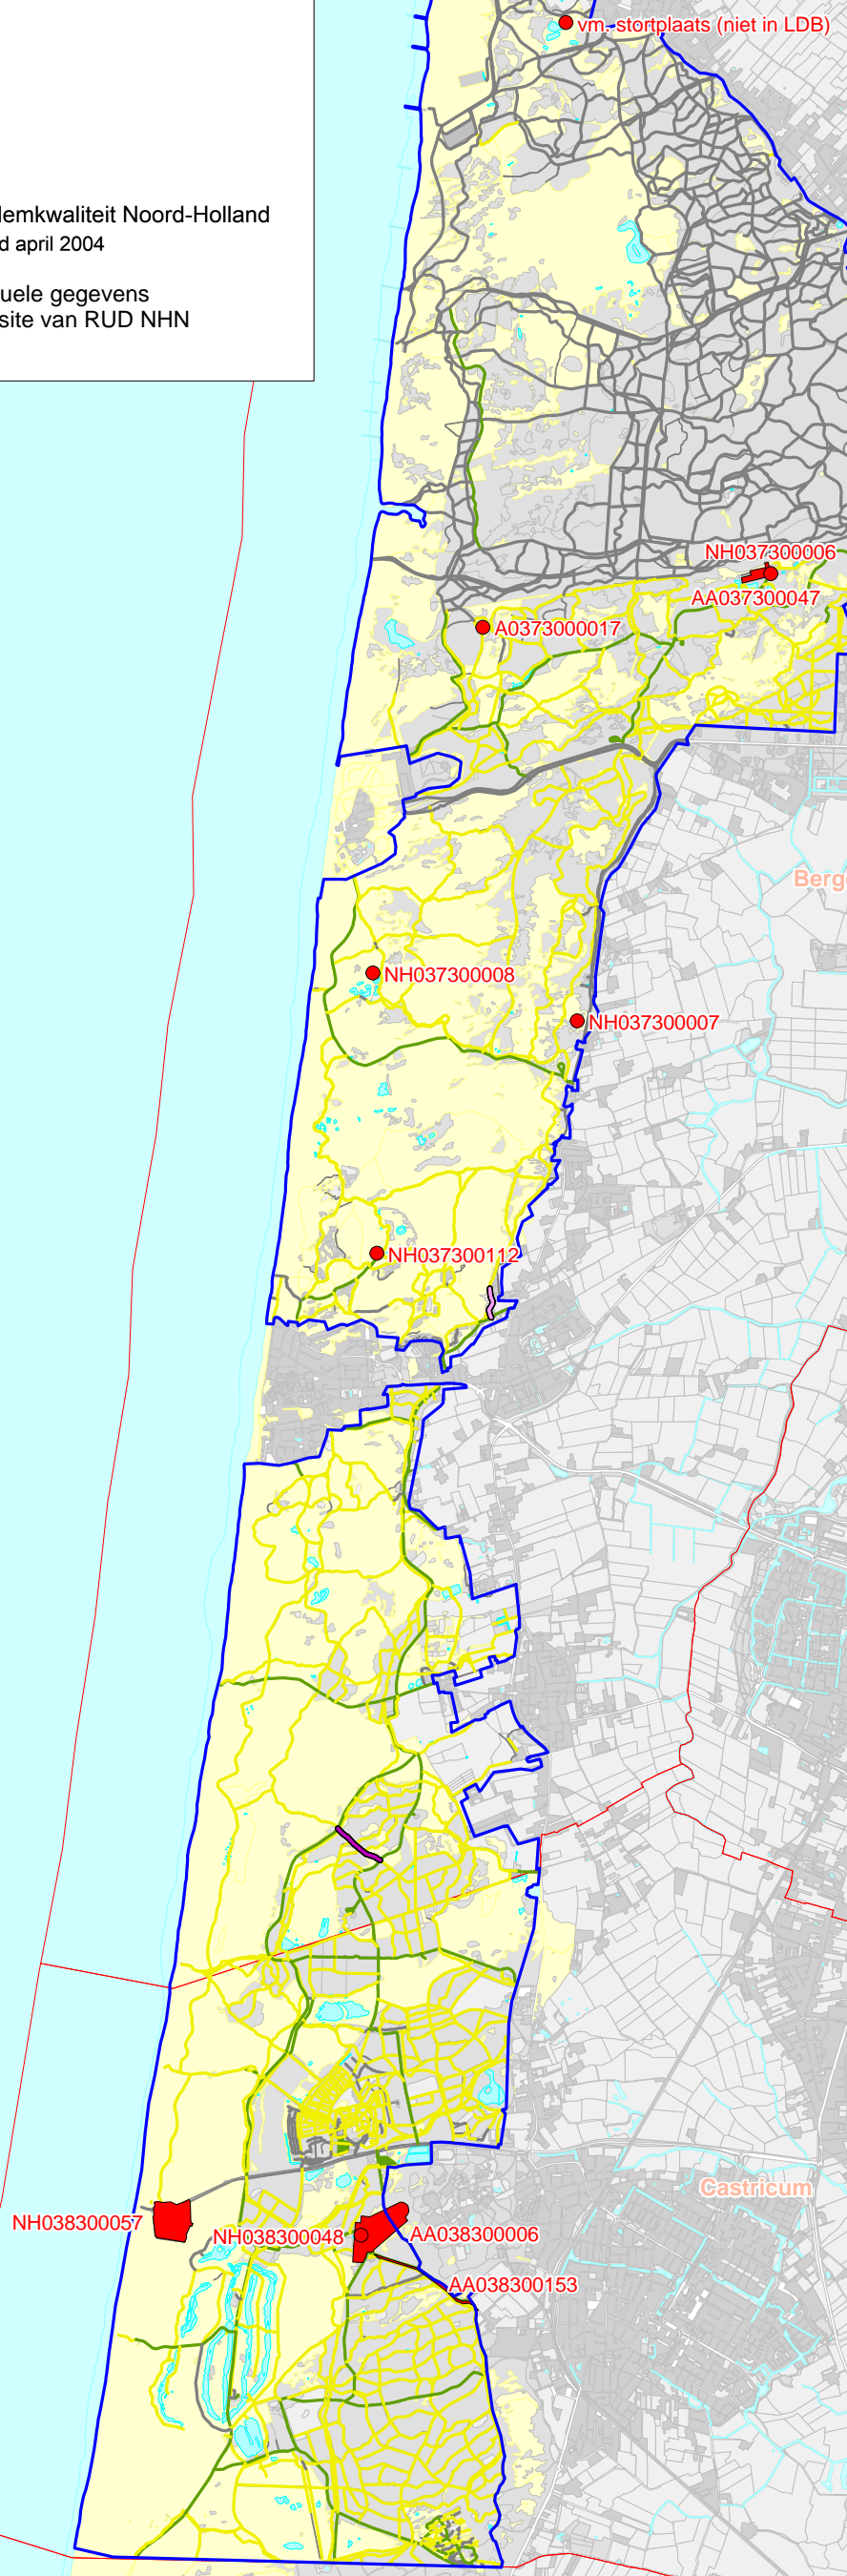 vm. stortplaats (niet in LDB)
lemkwaliteit Noord-Holland
d april 2004
uele gegevens
site van RUD NHN
NH037300006
AA037300047
A0373000017
Berge
NH037300008
NH037300007
NH037300112
Castricum
NH038300057
NH038300048
AA038300006
AA038300153